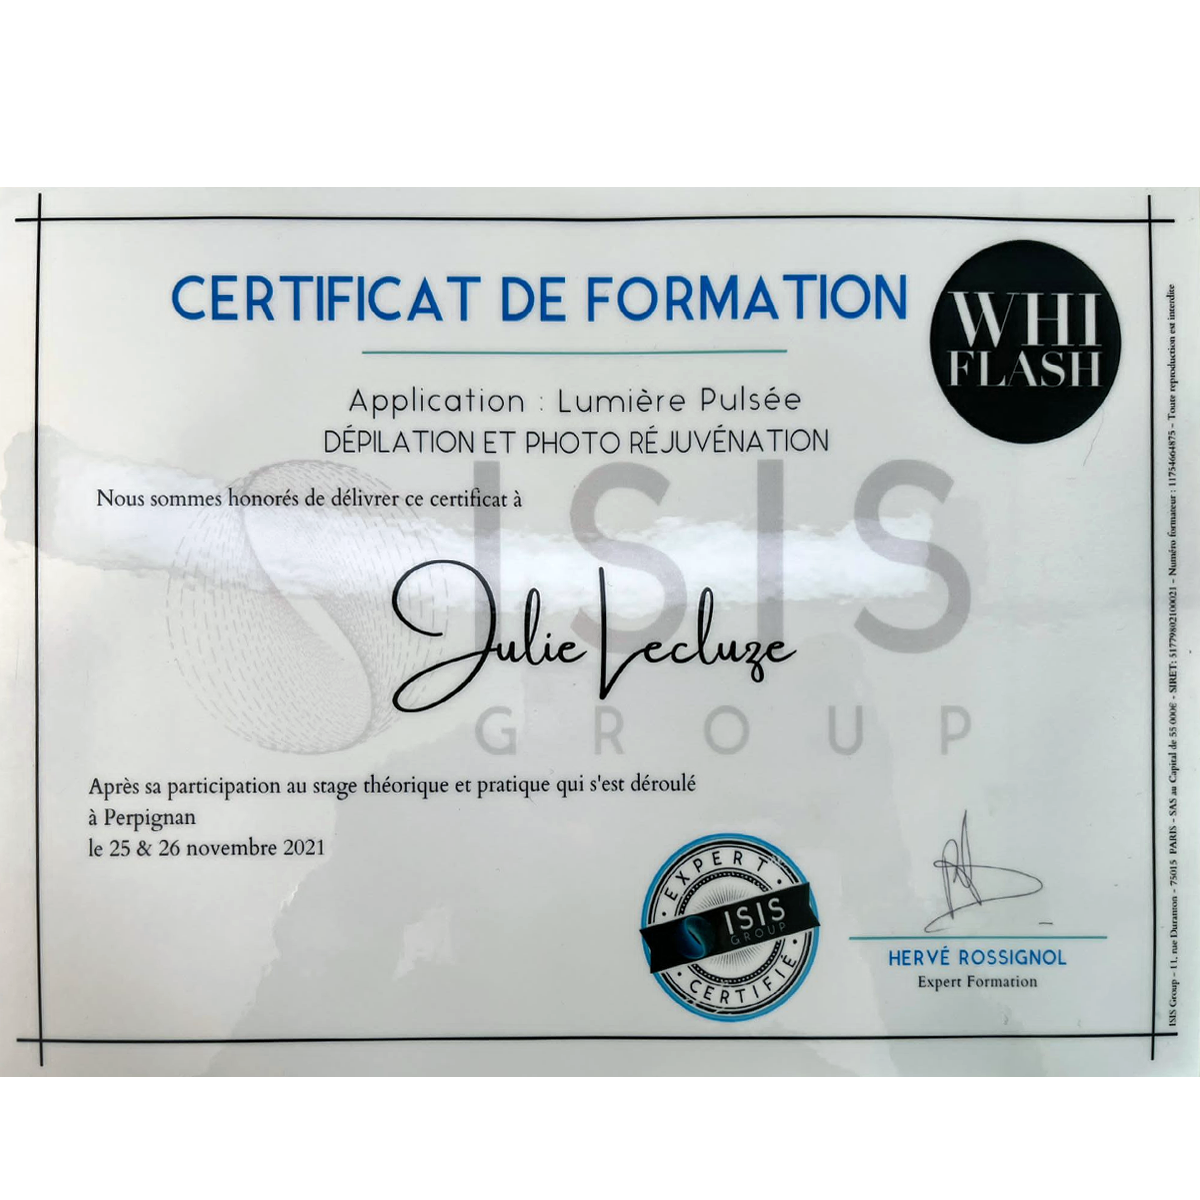 CERTIFICAT DE FORMATION
WHI
FLASH
Application : Lumière Pulsée
DÉPILATION ET PHOTO RÉJUVÉNATION
Nous sommes honorés de délivrer ce certificat à
ISIS
GROUP
Julie Lecluze
Après sa participation au stage théorique et pratique qui s'est déroulé
à Perpignan
le 25 & 26 novembre 2021
EXPERT
ISIS
GROUP
CERTIFIÉ
HERVÉ ROSSIGNOL
Expert Formation
ISIS Group - 11, rue Duranton - 75015 PARIS - SAS au Capital de 55 000€ - SIRET: 51779802100021 - Numéro formateur : 11754664875 - Toute reproduction est interdite